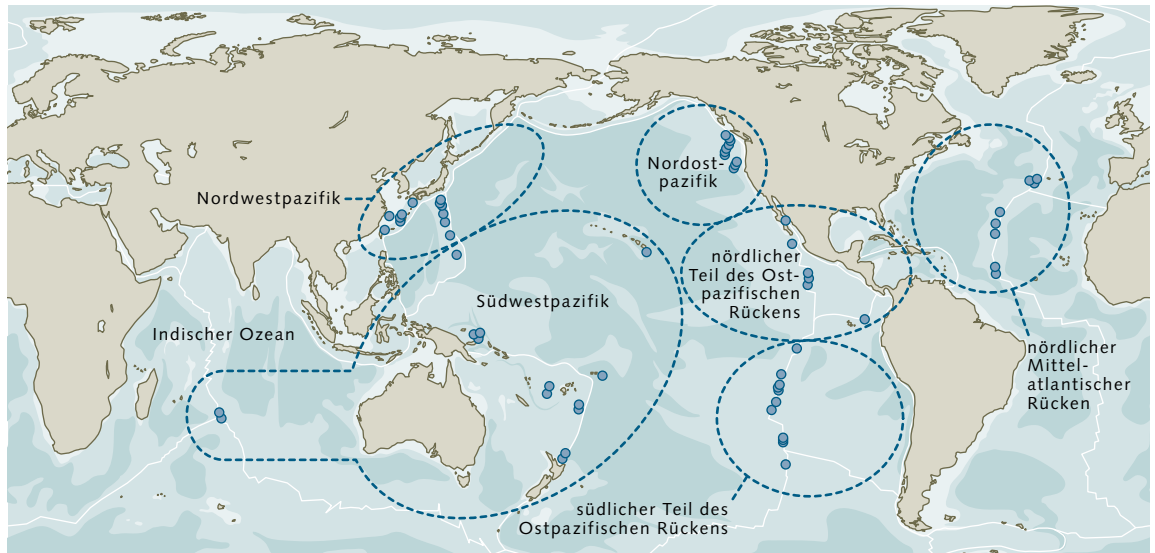 Nordwestpazifik
Indischer Ozean
Südwestpazifik
Nordost-
pazifik
nördlicher
Teil des Ost-
pazifischen
Rückens
nördlicher
Mittel-
atlantischer
Rücken
südlicher Teil des
Ostpazifischen Rückens